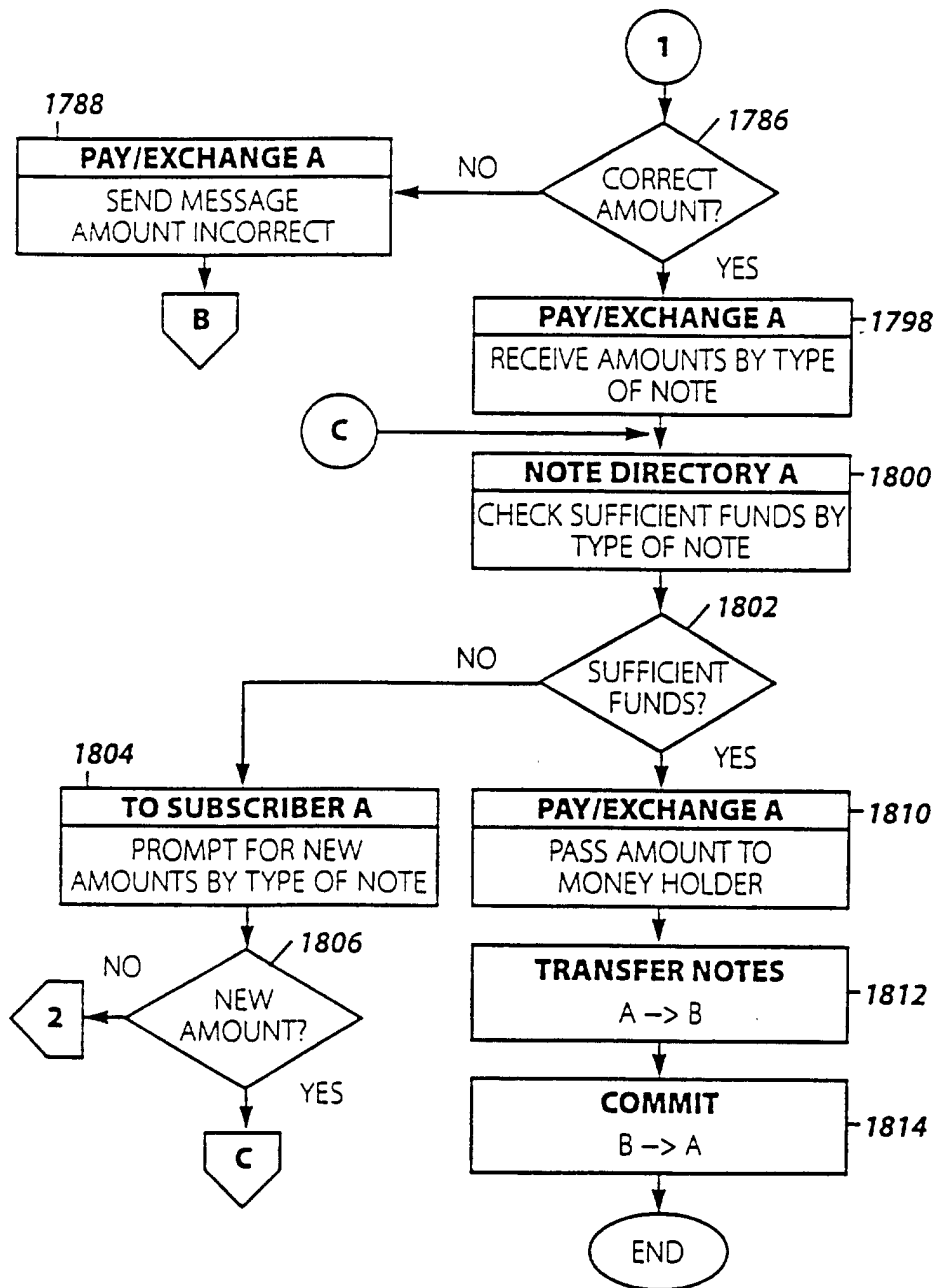 1
1786
CORRECT
AMOUNT?
NO
YES
1788
PAY/EXCHANGE A
SEND MESSAGE
AMOUNT INCORRECT
B
PAY/EXCHANGE A
1798
RECEIVE AMOUNTS BY TYPE
OF NOTE
C
NOTE DIRECTORY A
1800
CHECK SUFFICIENT FUNDS BY
TYPE OF NOTE
1802
SUFFICIENT
FUNDS?
NO
YES
1804
TO SUBSCRIBER A
PROMPT FOR NEW
AMOUNTS BY TYPE OF NOTE
1806
NEW
AMOUNT?
NO
2
YES
C
PAY/EXCHANGE A
1810
PASS AMOUNT TO
MONEY HOLDER
TRANSFER NOTES
1812
A –> B
COMMIT
1814
B –> A
END